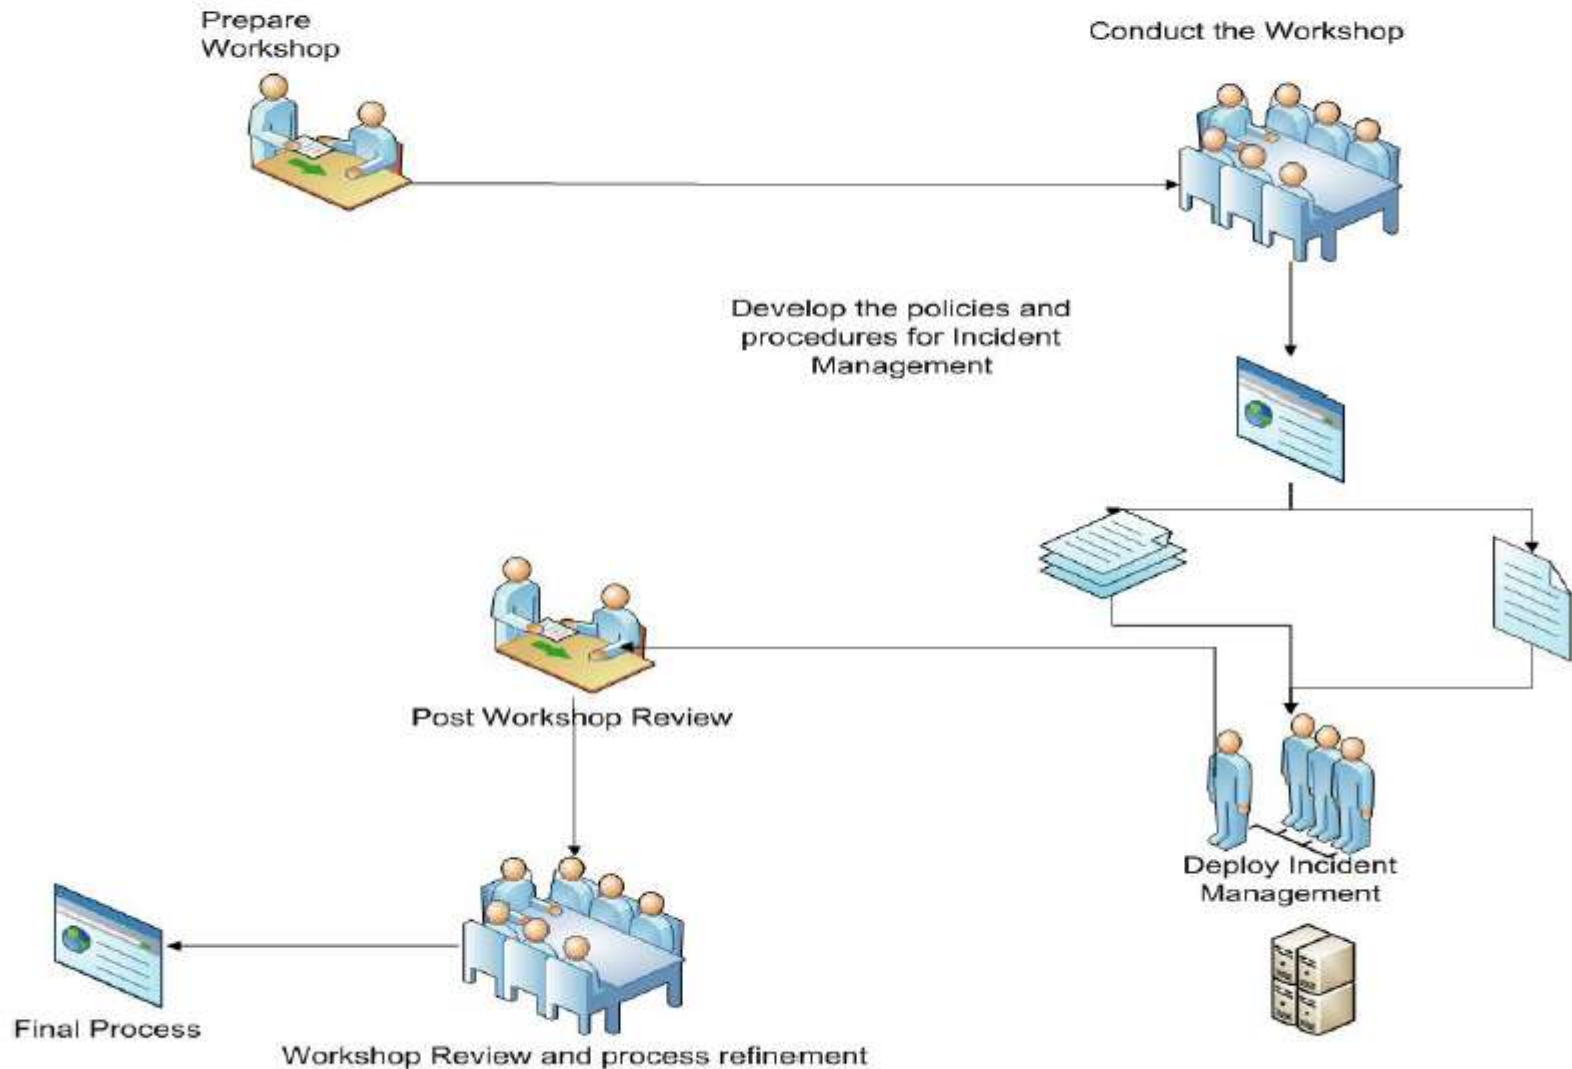 Prepare
Workshop
Conduct the Workshop
Develop the policies and
procedures for Incident
Management
Post Workshop Review
Deploy Incident
Management
Final Process
Workshop Review and process refinement